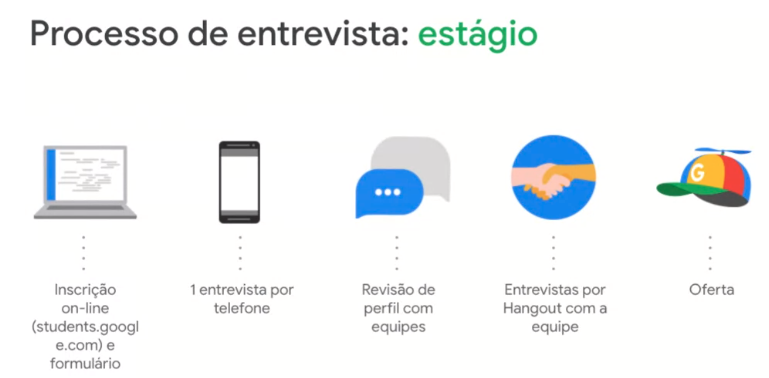 Processo de entrevista: estágio
G
Inscrição
on-line
(students.googl
e.com) e
formulário
1 entrevista por
telefone
Revisão de
perfil com
equipes
Entrevistas por
Hangout com a
equipe
Oferta